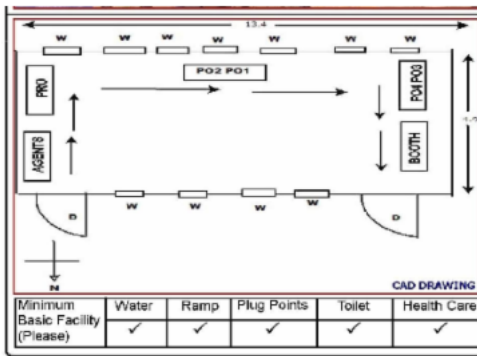 13.4
W W W W W W W
PRO
PO2 PO1
PO4 PO3
AGENTS
BOOTH
W W W W
D D
N
CAD DRAWING
Minimum Basic Facility (Please) Water Ramp Plug Points Toilet Health Care
✓ ✓ ✓ ✓ ✓